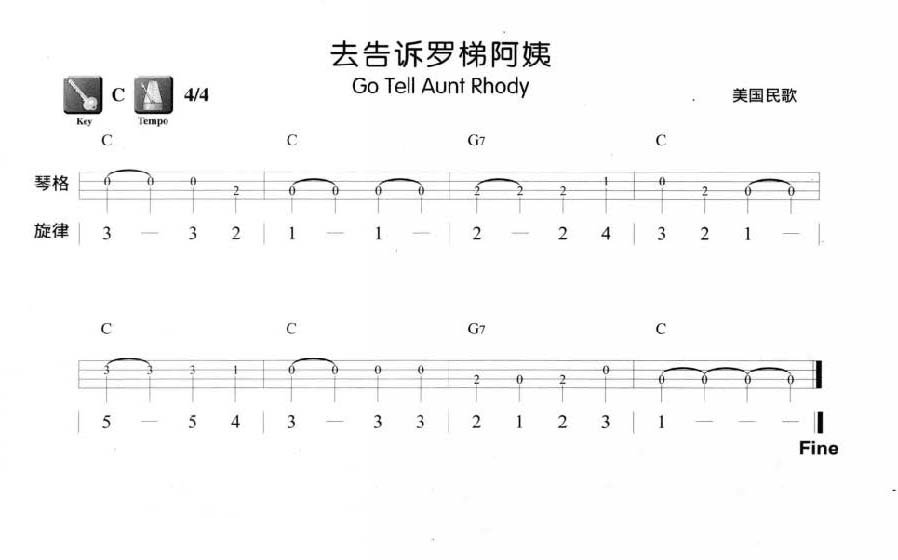 去告诉罗梯阿姨
Go Tell Aunt Rhody
C 4/4 美国民歌
Key Tempo
C C G7 C
琴格 0 0 0 2 0 0 0 0 2 2 2 1 0 2 0 0
旋律 | 3 — 3 2 | 1 — 1 — | 2 — 2 4 | 3 2 1 — |
C C G7 C
3 3 3 1 0 0 0 0 2 0 2 0 0 0 0 0
| 5 — 5 4 | 3 — 3 3 | 2 1 2 3 | 1 — — — |
Fine